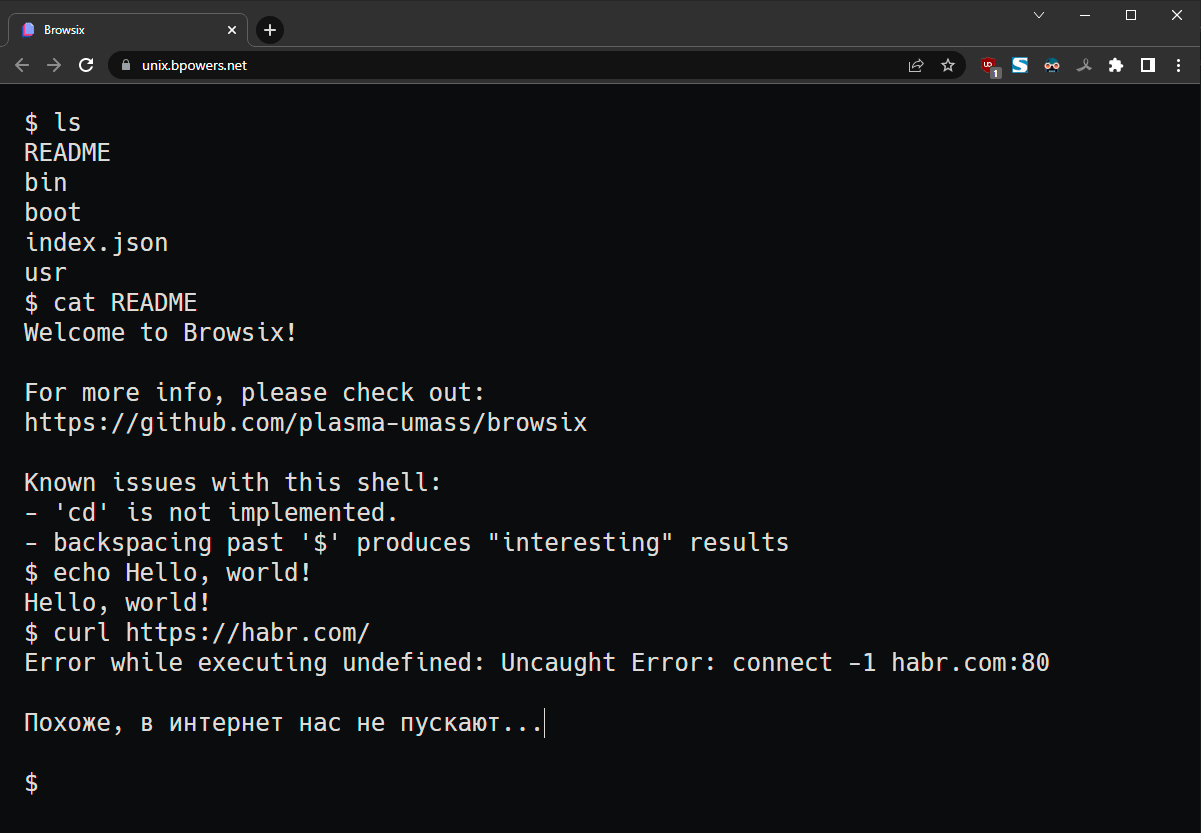 Browsix
unix.bpowers.net
1
$ ls
README
bin
boot
index.json
usr
$ cat README
Welcome to Browsix!
For more info, please check out:
https://github.com/plasma-umass/browsix
Known issues with this shell:
- 'cd' is not implemented.
- backspacing past '$' produces "interesting" results
$ echo Hello, world!
Hello, world!
$ curl https://habr.com/
Error while executing undefined: Uncaught Error: connect -1 habr.com:80
Похоже, в интернет нас не пускают...
$